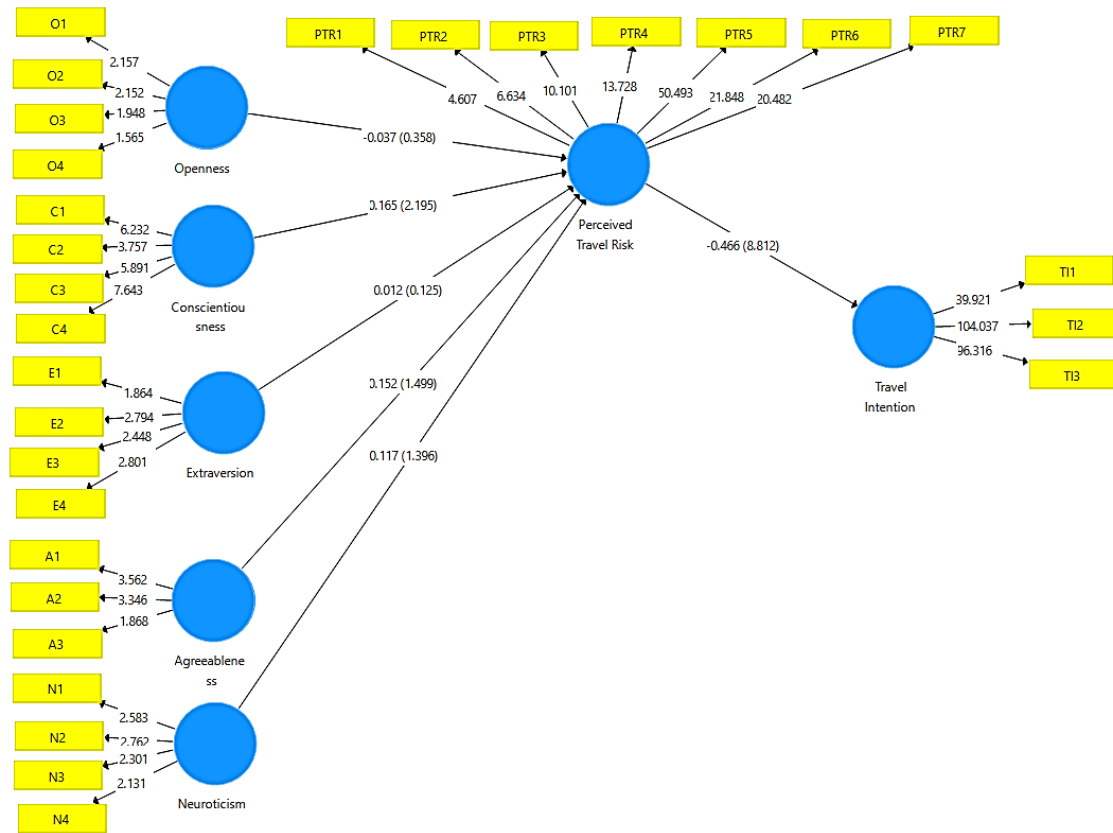 O1
O2
O3
O4
2.157
2.152
1.948
1.565
Openness
C1
C2
C3
C4
6.232
3.757
5.891
7.643
Conscientiou
sness
E1
E2
E3
E4
1.864
2.794
2.448
2.801
Extraversion
A1
A2
A3
3.562
3.346
1.868
Agreeablene
ss
N1
N2
N3
N4
2.583
2.762
2.301
2.131
Neuroticism
-0.037 (0.358)
0.165 (2.195)
0.012 (0.125)
0.152 (1.499)
0.117 (1.396)
PTR1
PTR2
PTR3
PTR4
PTR5
PTR6
PTR7
4.607
6.634
10.101
13.728
50.493
21.848
20.482
Perceived
Travel Risk
-0.466 (8.812)
Travel
Intention
39.921
104.037
96.316
TI1
TI2
TI3